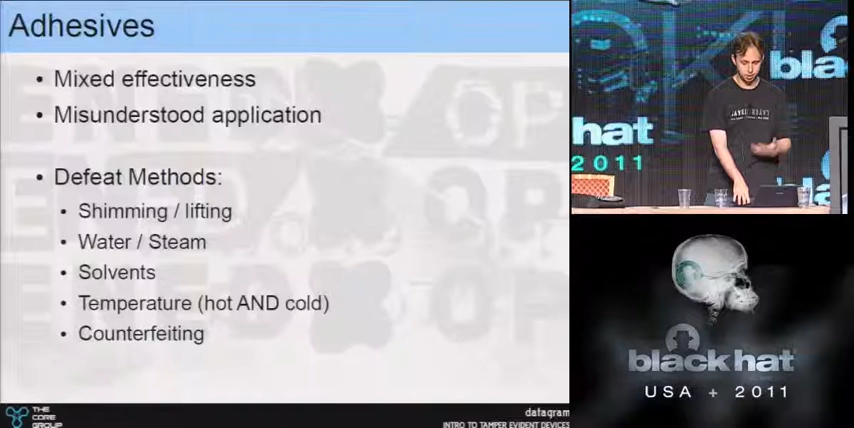 Adhesives
• Mixed effectiveness
• Misunderstood application
• Defeat Methods:
• Shimming / lifting
• Water / Steam
• Solvents
• Temperature (hot AND cold)
• Counterfeiting
THE
CORE
GROUP
datagram
INTRO TO TAMPER EVIDENT DEVICES
bla
hat
2011
black hat
USA + 2011